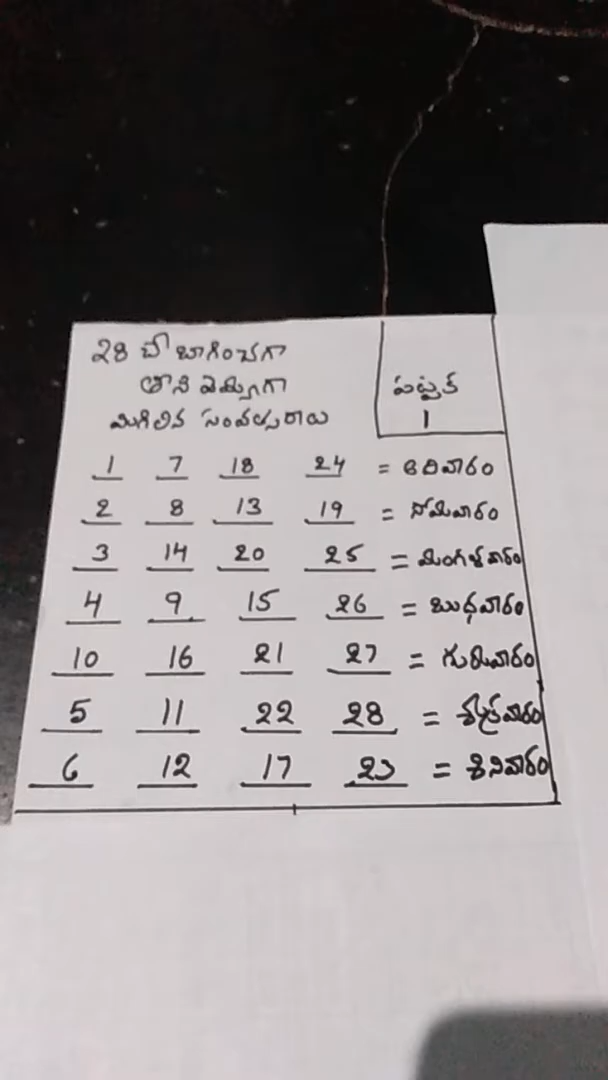 28 చే బాగించగా
తాని వెమ్ముగా
మిగిలిన సంవత్సరాలు
పట్టిక
1
1 7 18 24 = ఆదివారం
2 8 13 19 = సోమవారం
3 14 20 25 = మంగళవారం
4 9 15 26 = బుధవారం
10 16 21 27 = గురువారం
5 11 22 28 = శుక్రవారం
6 12 17 23 = శనివారం